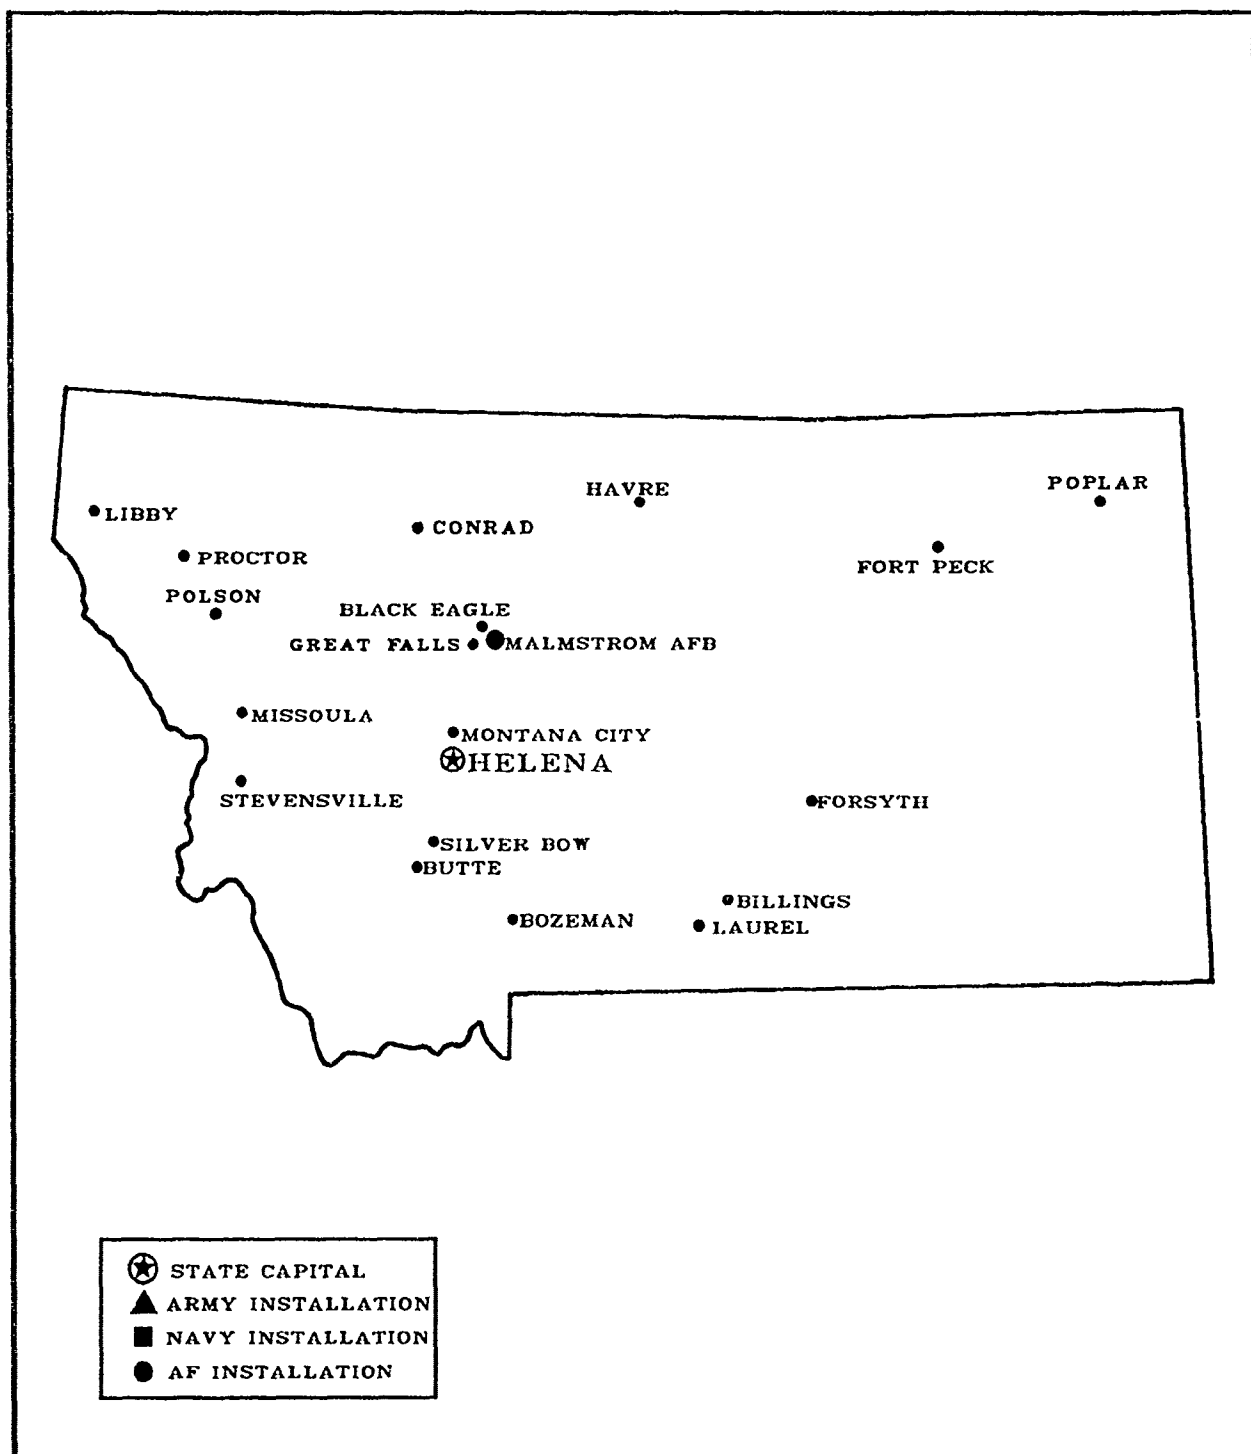 HAVRE
POPLAR
LIBBY
CONRAD
PROCTOR
FORT PECK
POLSON
BLACK EAGLE
GREAT FALLS
MALMSTROM AFB
MISSOULA
MONTANA CITY
HELENA
STEVENSVILLE
FORSYTH
SILVER BOW
BUTTE
BILLINGS
BOZEMAN
LAUREL
STATE CAPITAL
ARMY INSTALLATION
NAVY INSTALLATION
AF INSTALLATION